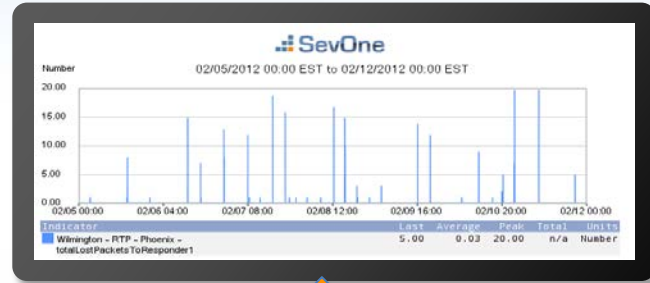 SevOne
Number
02/05/2012 00:00 EST to 02/12/2012 00:00 EST
20.00
15.00
10.00
5.00
0.00
02/05 00:00 02/06 04:00 02/07 08:00 02/08 12:00 02/09 16:00 02/10 20:00 02/12 00:00
Indicator Last Average Peak Total Units
Wilmington - RTP - Phoenix - 5.00 0.03 20.00 n/a Number
totalLostPacketsToResponder1